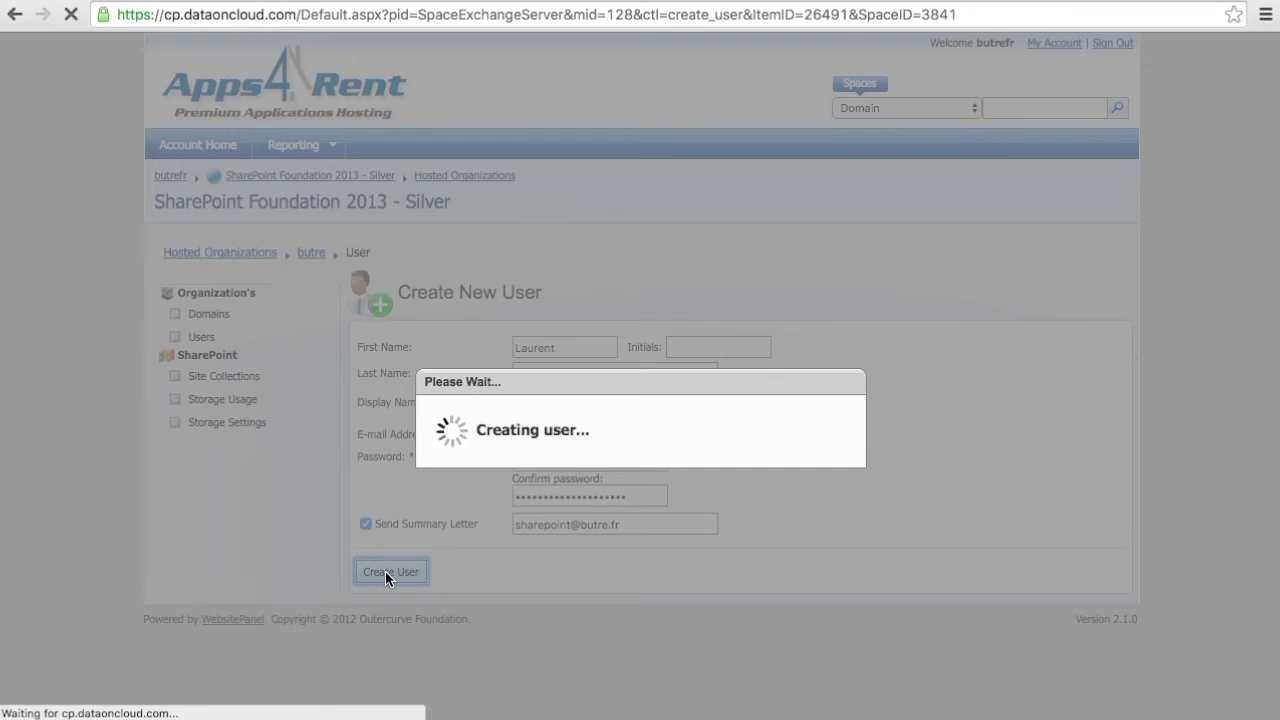 https://cp.dataoncloud.com/Default.aspx?pid=SpaceExchangeServer&mid=128&ctl=create_user&ItemID=26491&SpaceID=3841
Welcome butrefr My Account | Sign Out
Apps4Rent
Premium Applications Hosting
Spaces
Domain
Account Home Reporting
butrefr SharePoint Foundation 2013 - Silver Hosted Organizations
SharePoint Foundation 2013 - Silver
Hosted Organizations butre User
Organization's
Domains
Users
SharePoint
Site Collections
Storage Usage
Storage Settings
Create New User
First Name: Laurent Initials:
Last Name:
Display Nam
E-mail Addre
Password: *
Please Wait...
Creating user...
Confirm password:
••••••••••••••••••••
Send Summary Letter sharepoint@butre.fr
Create User
Powered by WebsitePanel. Copyright © 2012 Outercurve Foundation. Version 2.1.0
Waiting for cp.dataoncloud.com...